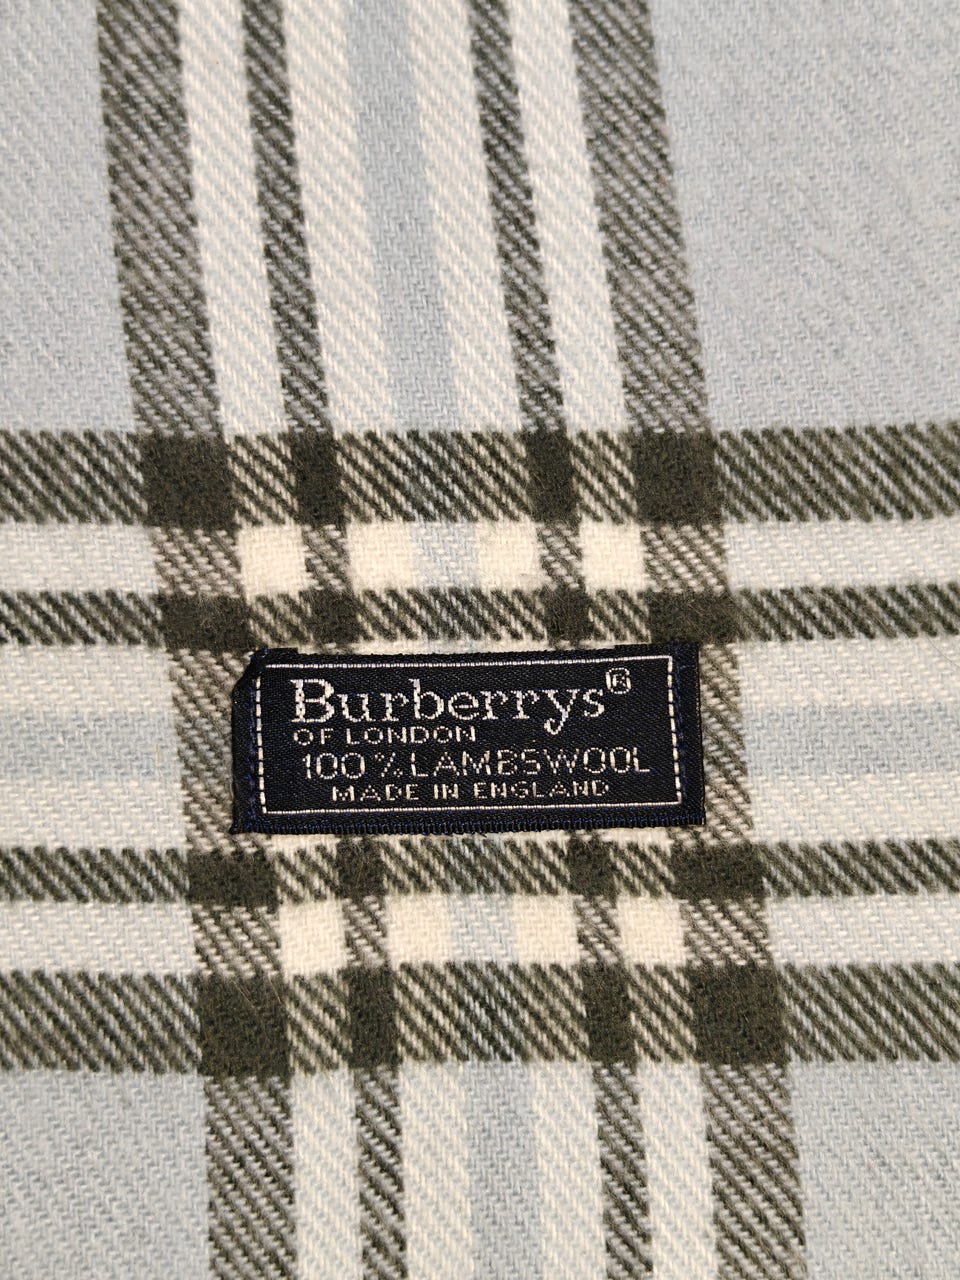 Burberrys®
OF LONDON
100 % LAMBSWOOL
MADE IN ENGLAND